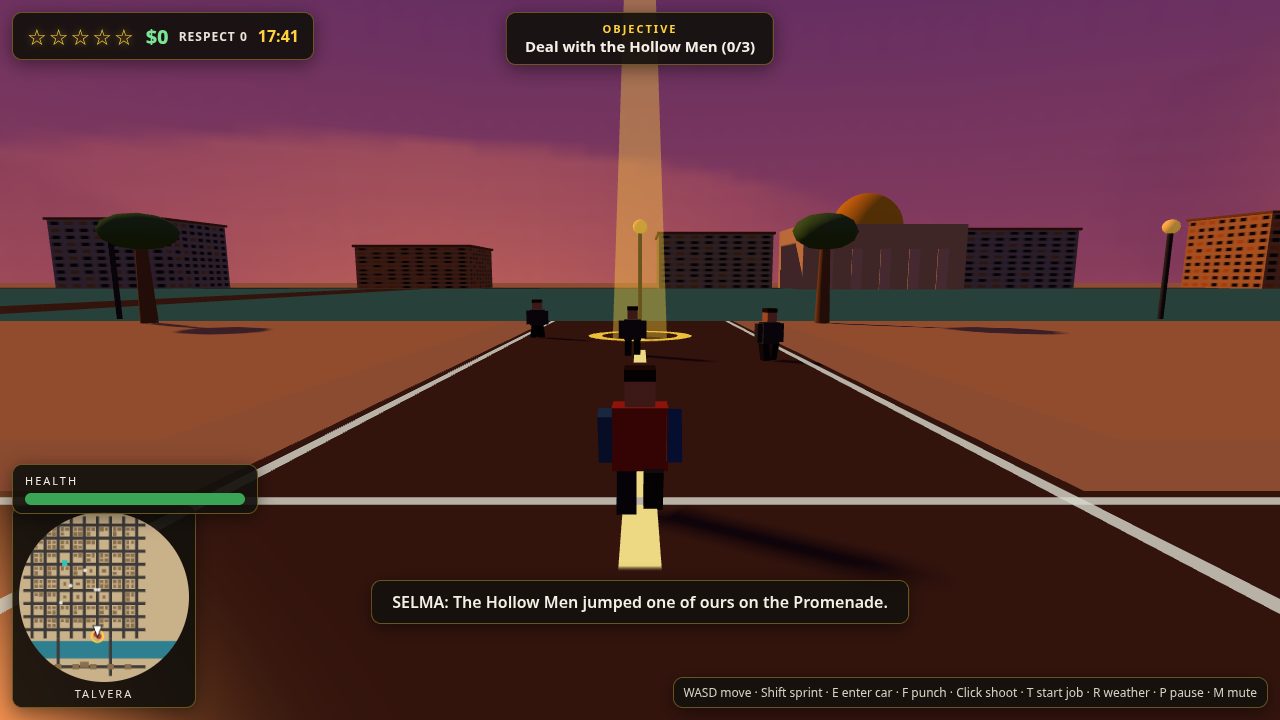 ☆☆☆☆☆ $0 RESPECT 0 17:41
OBJECTIVE
Deal with the Hollow Men (0/3)
HEALTH
SELMA: The Hollow Men jumped one of ours on the Promenade.
TALVERA
WASD move · Shift sprint · E enter car · F punch · Click shoot · T start job · R weather · P pause · M mute